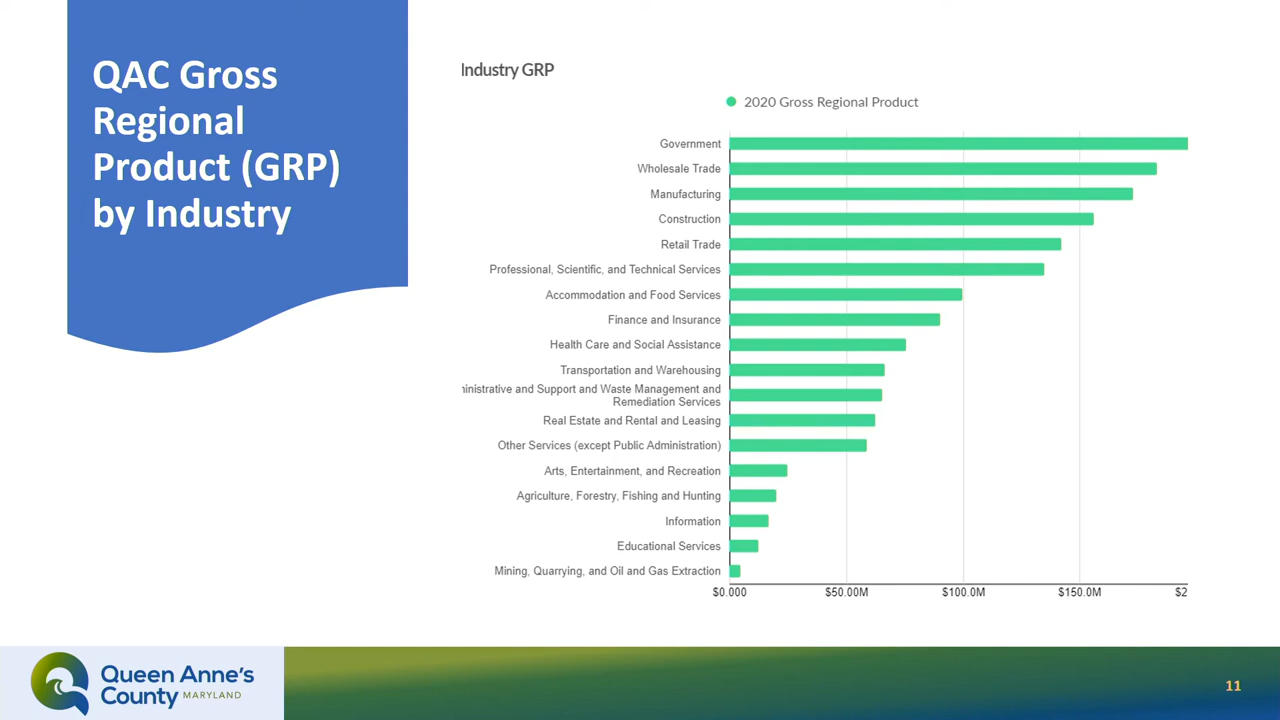 QAC Gross
Regional
Product (GRP)
by Industry
Industry GRP
2020 Gross Regional Product
Government
Wholesale Trade
Manufacturing
Construction
Retail Trade
Professional, Scientific, and Technical Services
Accommodation and Food Services
Finance and Insurance
Health Care and Social Assistance
Transportation and Warehousing
inistrative and Support and Waste Management and
Remediation Services
Real Estate and Rental and Leasing
Other Services (except Public Administration)
Arts, Entertainment, and Recreation
Agriculture, Forestry, Fishing and Hunting
Information
Educational Services
Mining, Quarrying, and Oil and Gas Extraction
$0.000 $50.00M $100.0M $150.0M $2
Queen Anne's
County MARYLAND
11